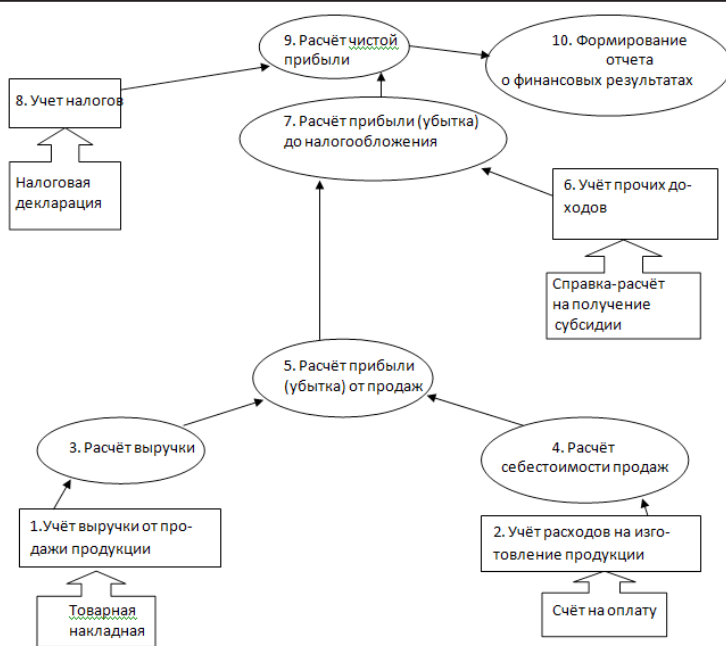 9. Расчёт чистой
прибыли
10. Формирование
отчета
о финансовых результатах
8. Учет налогов
7. Расчёт прибыли (убытка)
до налогообложения
Налоговая
декларация
6. Учёт прочих до-
ходов
Справка-расчёт
на получение
субсидии
5. Расчёт прибыли
(убытка) от продаж
3. Расчёт выручки
4. Расчёт
себестоимости продаж
1.Учёт выручки от про-
дажи продукции
2. Учёт расходов на изго-
товление продукции
Товарная
накладная
Счёт на оплату